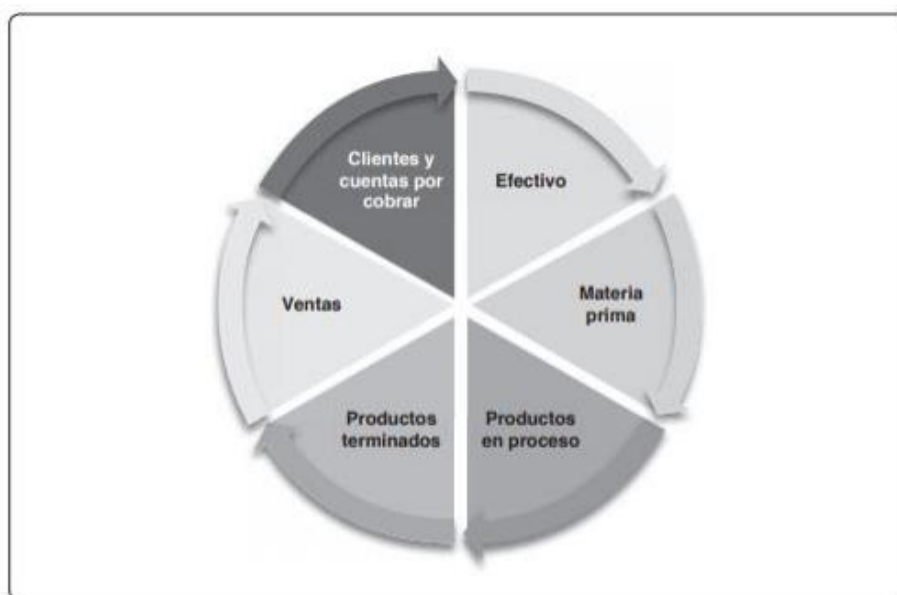 Clientes y
cuentas por
cobrar
Efectivo
Materia
prima
Productos
en proceso
Productos
terminados
Ventas